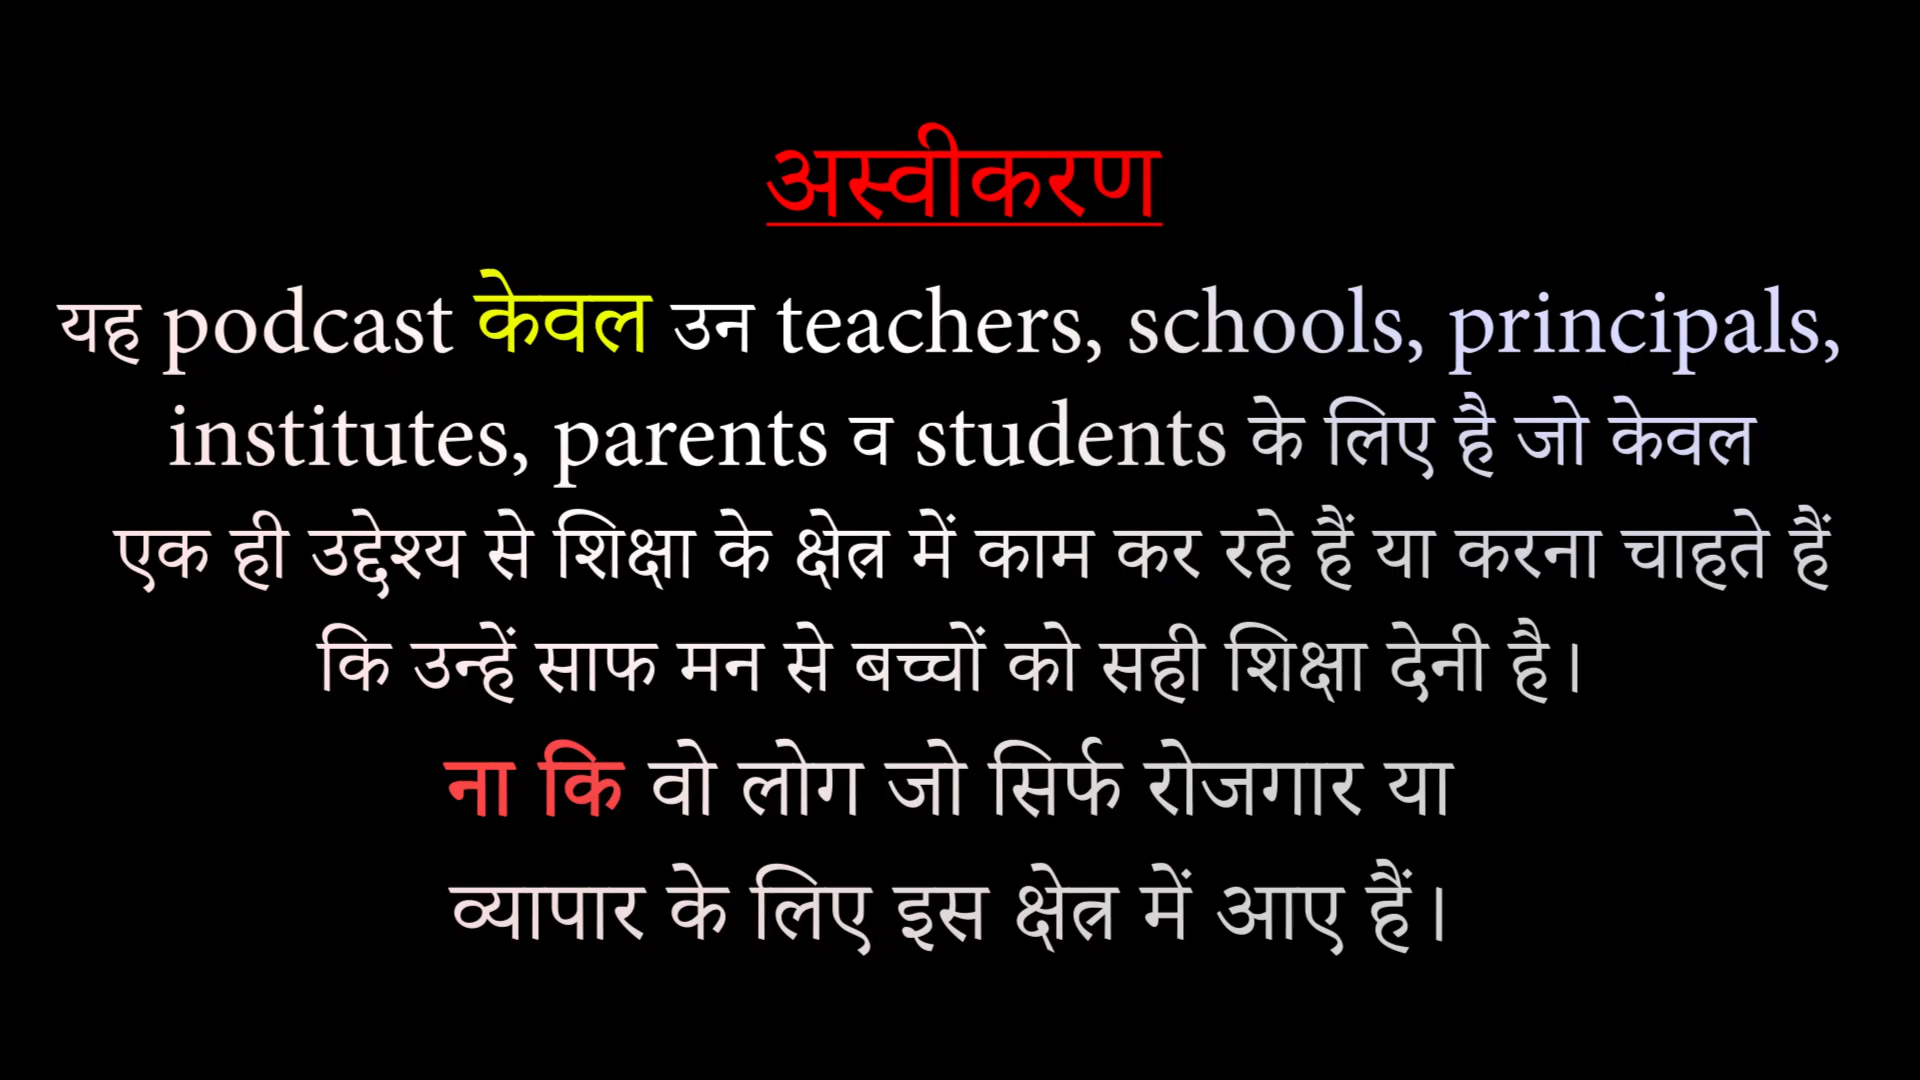 अस्वीकरण
यह podcast केवल उन teachers, schools, principals,
institutes, parents व students के लिए है जो केवल
एक ही उद्देश्य से शिक्षा के क्षेत्र में काम कर रहे हैं या करना चाहते हैं
कि उन्हें साफ मन से बच्चों को सही शिक्षा देनी है।
ना कि वो लोग जो सिर्फ रोजगार या
व्यापार के लिए इस क्षेत्र में आए हैं।